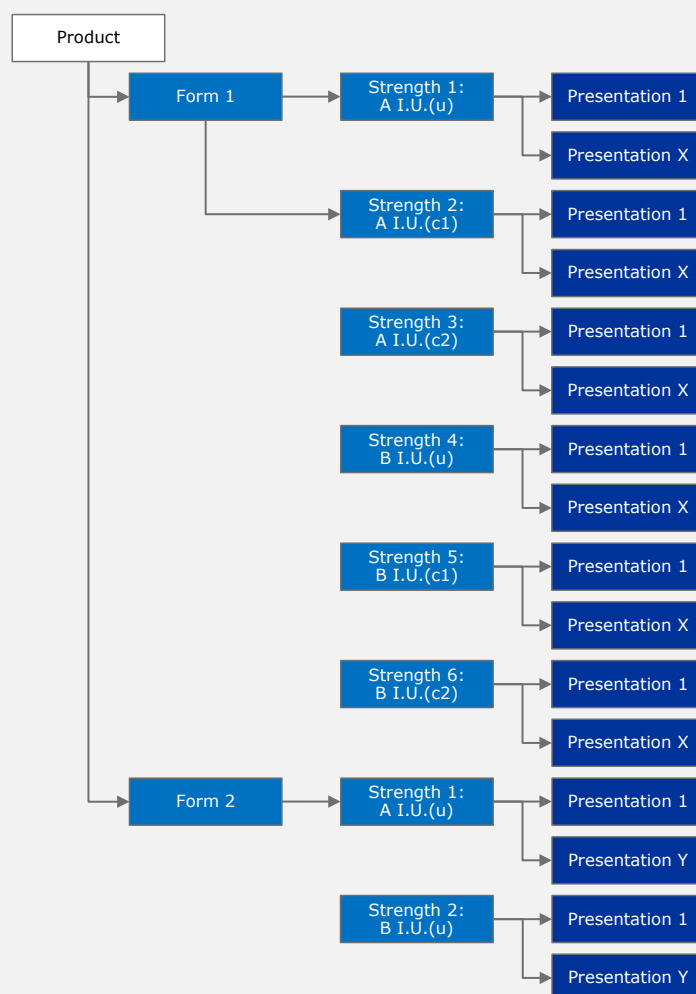 Product
Form 1
Strength 1:
A I.U.(u)
Presentation 1
Presentation X
Strength 2:
A I.U.(c1)
Presentation 1
Presentation X
Strength 3:
A I.U.(c2)
Presentation 1
Presentation X
Strength 4:
B I.U.(u)
Presentation 1
Presentation X
Strength 5:
B I.U.(c1)
Presentation 1
Presentation X
Strength 6:
B I.U.(c2)
Presentation 1
Presentation X
Form 2
Strength 1:
A I.U.(u)
Presentation 1
Presentation Y
Strength 2:
B I.U.(u)
Presentation 1
Presentation Y